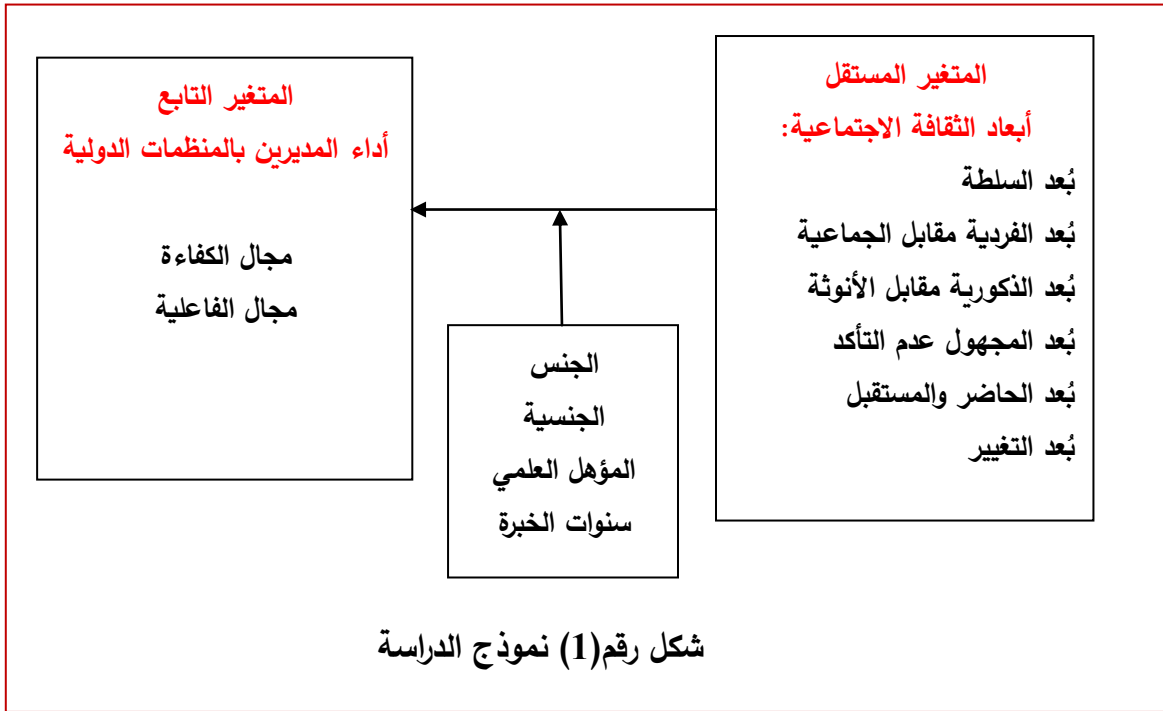 المتغير المستقل
أبعاد الثقافة الاجتماعية:
بُعد السلطة
بُعد الفردية مقابل الجماعية
بُعد الذكورية مقابل الأنوثة
بُعد المجهول عدم التأكد
بُعد الحاضر والمستقبل
بُعد التغيير
المتغير التابع
أداء المديرين بالمنظمات الدولية
مجال الكفاءة
مجال الفاعلية
الجنس
الجنسية
المؤهل العلمي
سنوات الخبرة
شكل رقم(1) نموذج الدراسة